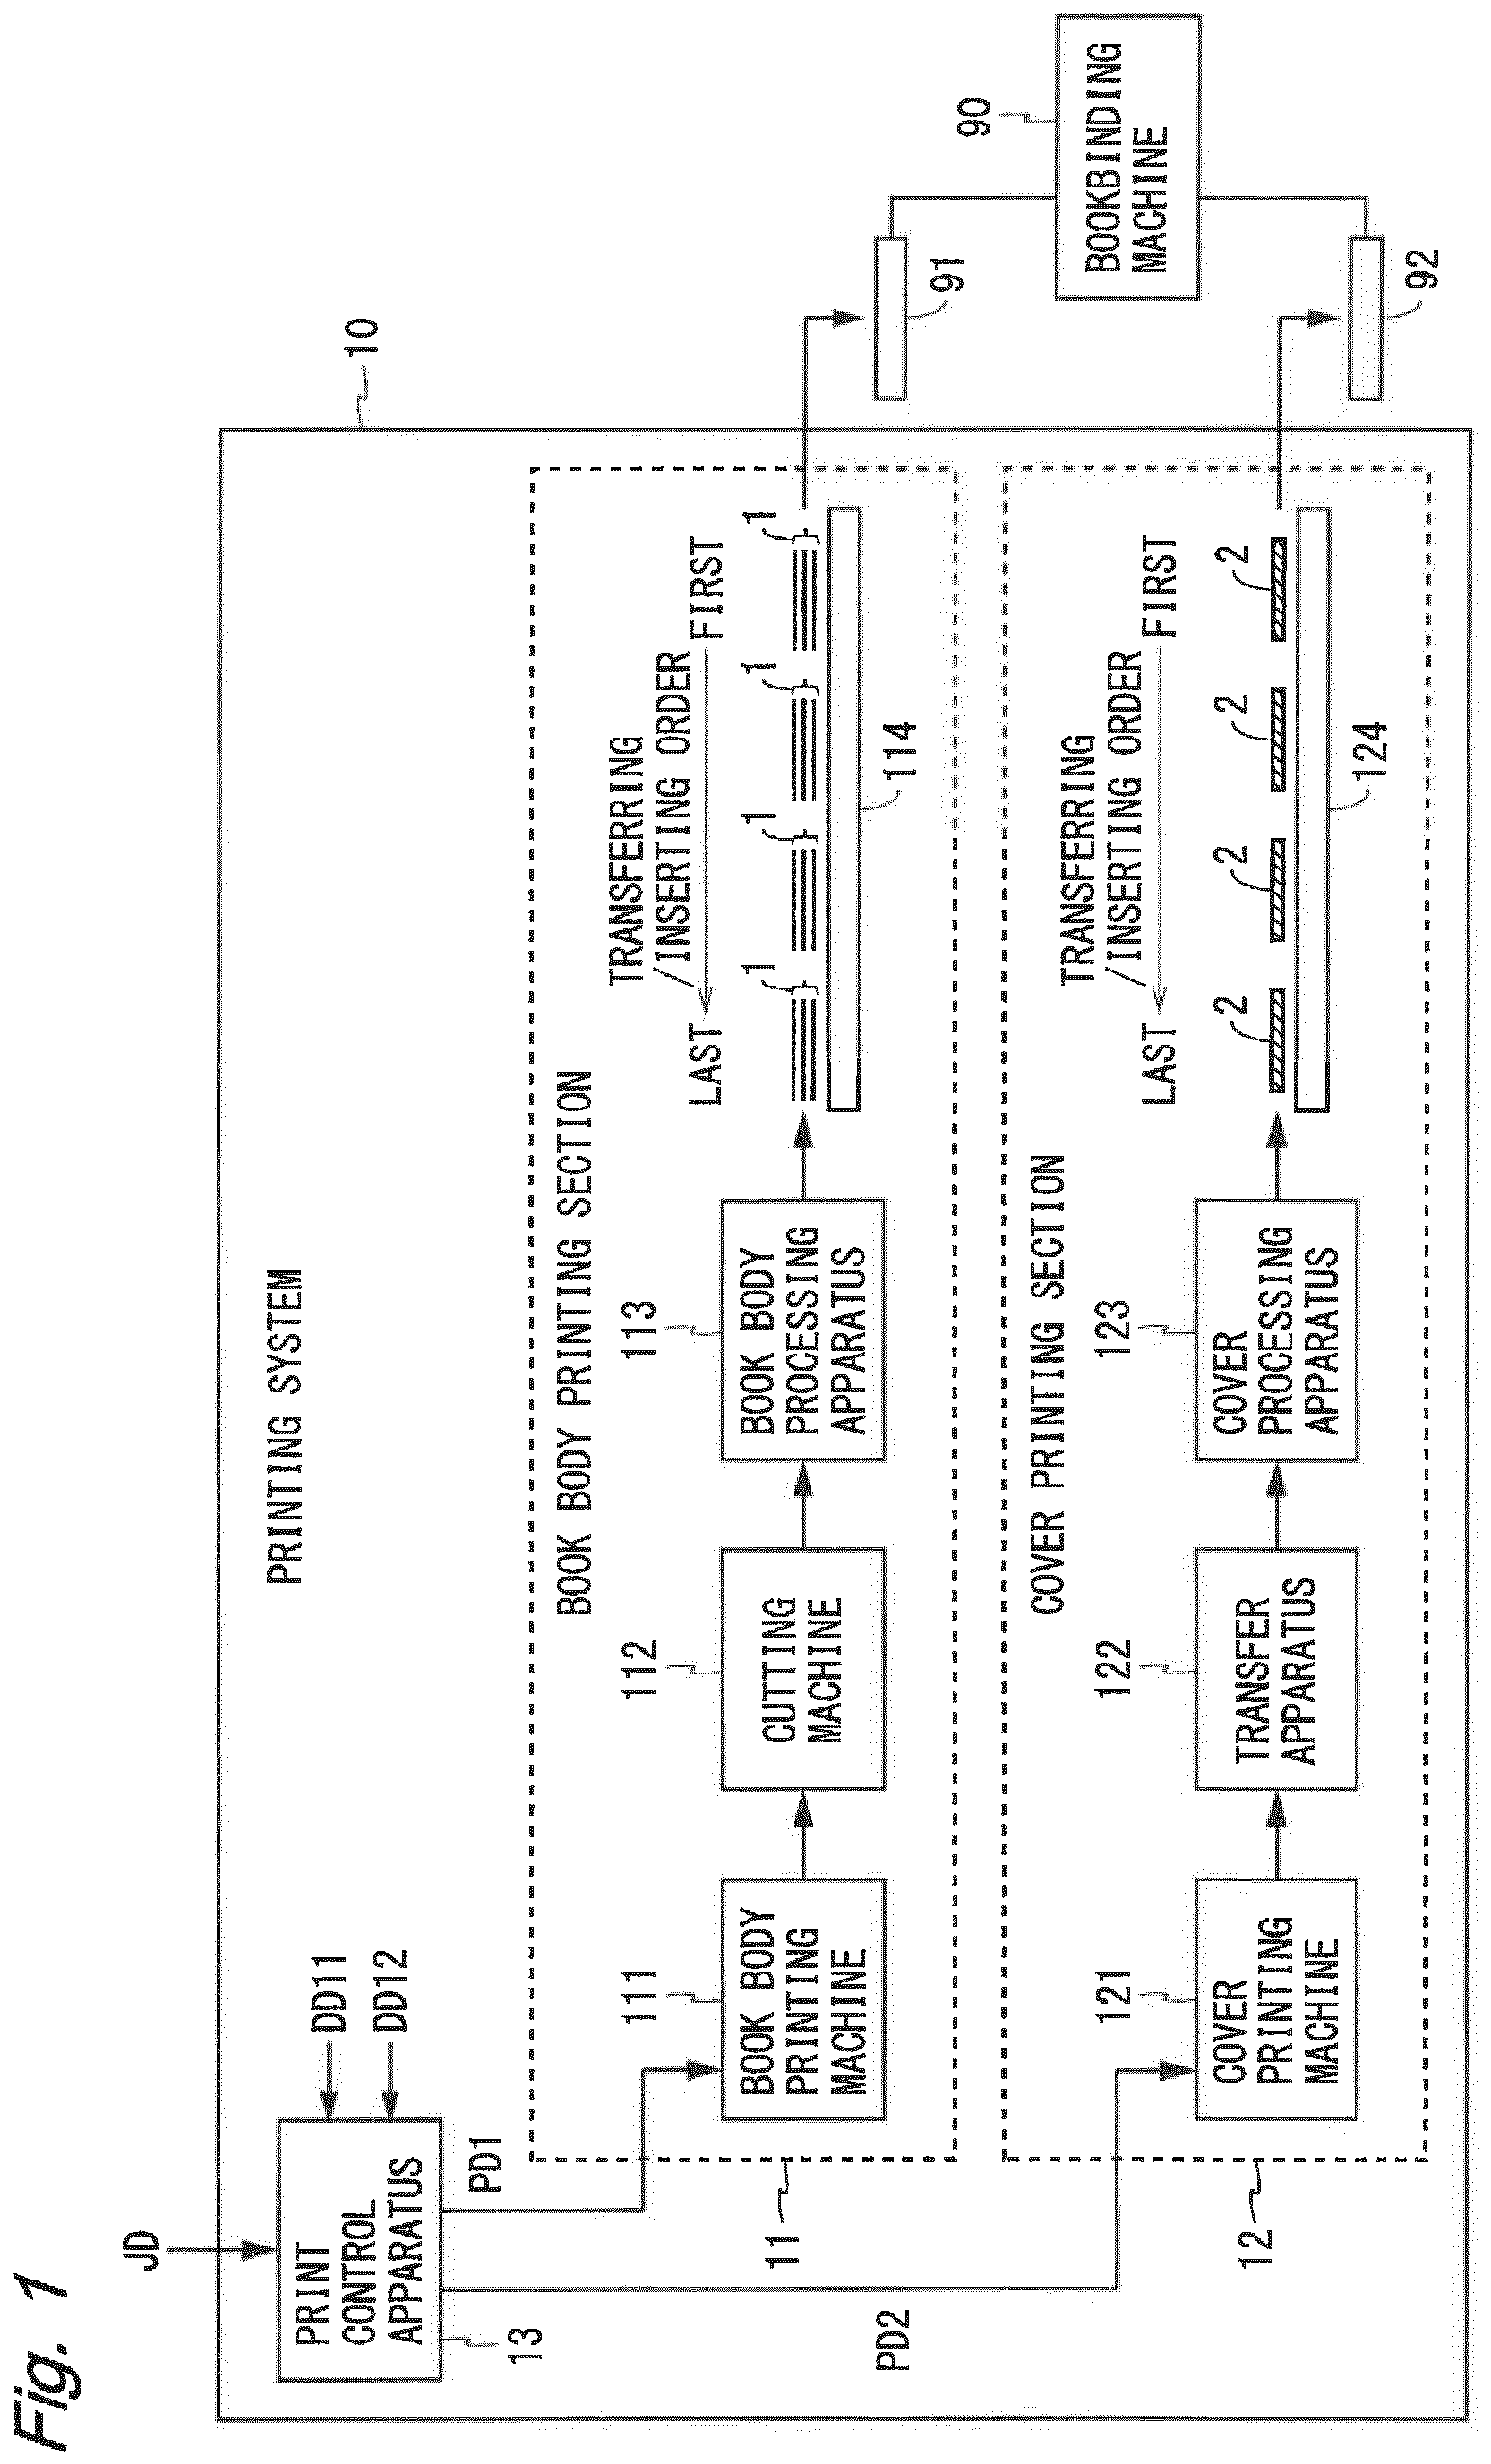 Fig. 1
JD
PRINTING SYSTEM
10
PRINT
CONTROL
APPARATUS
13
DD11
DD12
PD1
PD2
BOOK BODY PRINTING SECTION
11
111
BOOK BODY
PRINTING
MACHINE
112
CUTTING
MACHINE
113
BOOK BODY
PROCESSING
APPARATUS
TRANSFERRING
/INSERTING ORDER
LAST
FIRST
1
1
1
1
114
COVER PRINTING SECTION
12
121
COVER
PRINTING
MACHINE
122
TRANSFER
APPARATUS
123
COVER
PROCESSING
APPARATUS
TRANSFERRING
/INSERTING ORDER
LAST
FIRST
2
2
2
2
124
91
90
BOOKBINDING
MACHINE
92